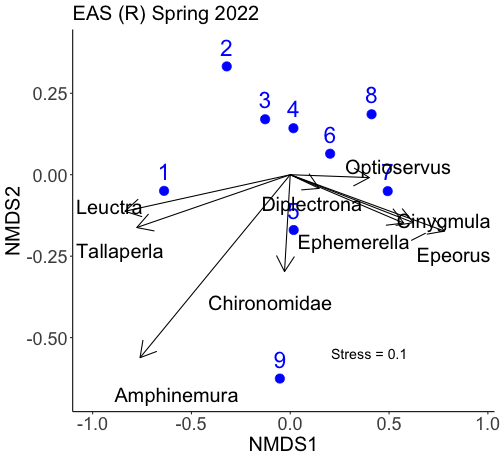 EAS (R) Spring 2022
2
8
3
4
6
1
7
5
9
Optioservus
Diplectrona
Leuctra
Cinygmula
Ephemerella
Tallaperla
Epeorus
Chironomidae
Amphinemura
Stress = 0.1
NMDS2
0.25
0.00
-0.25
-0.50
-1.0 -0.5 0.0 0.5 1.0
NMDS1